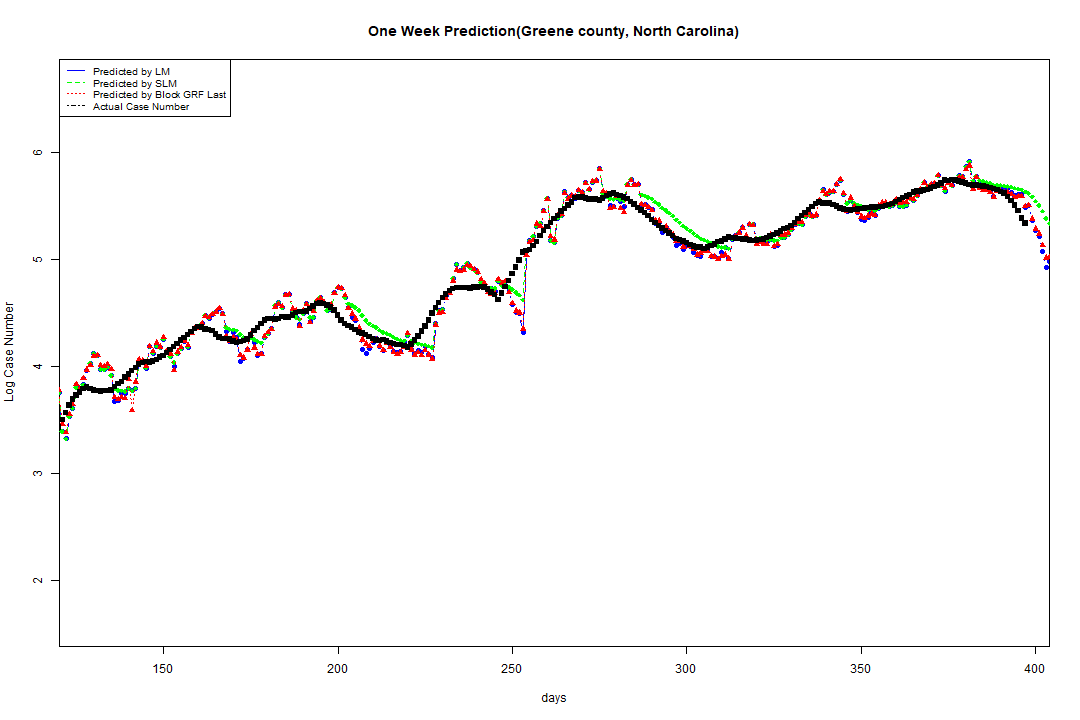 One Week Prediction(Greene county, North Carolina)
Predicted by LM
Predicted by SLM
Predicted by Block GRF Last
Actual Case Number
6
5
4
3
2
Log Case Number
150 200 250 300 350 400
days